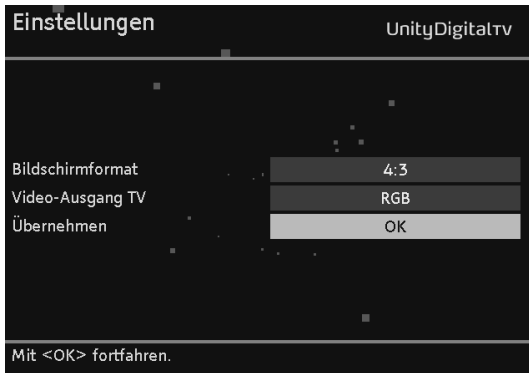 Einstellungen
UnityDigitalTV
Bildschirmformat 4:3
Video-Ausgang TV RGB
Übernehmen OK
Mit <OK> fortfahren.